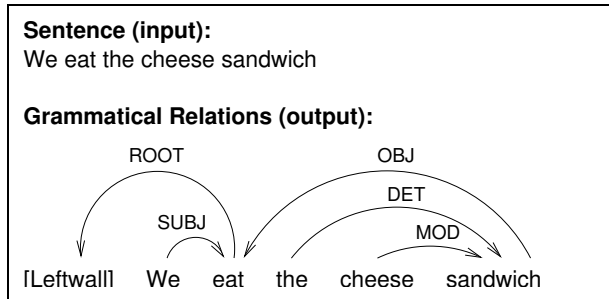 Sentence (input):
We eat the cheese sandwich
Grammatical Relations (output):
ROOT OBJ
DET
SUBJ
MOD
[Leftwall] We eat the cheese sandwich